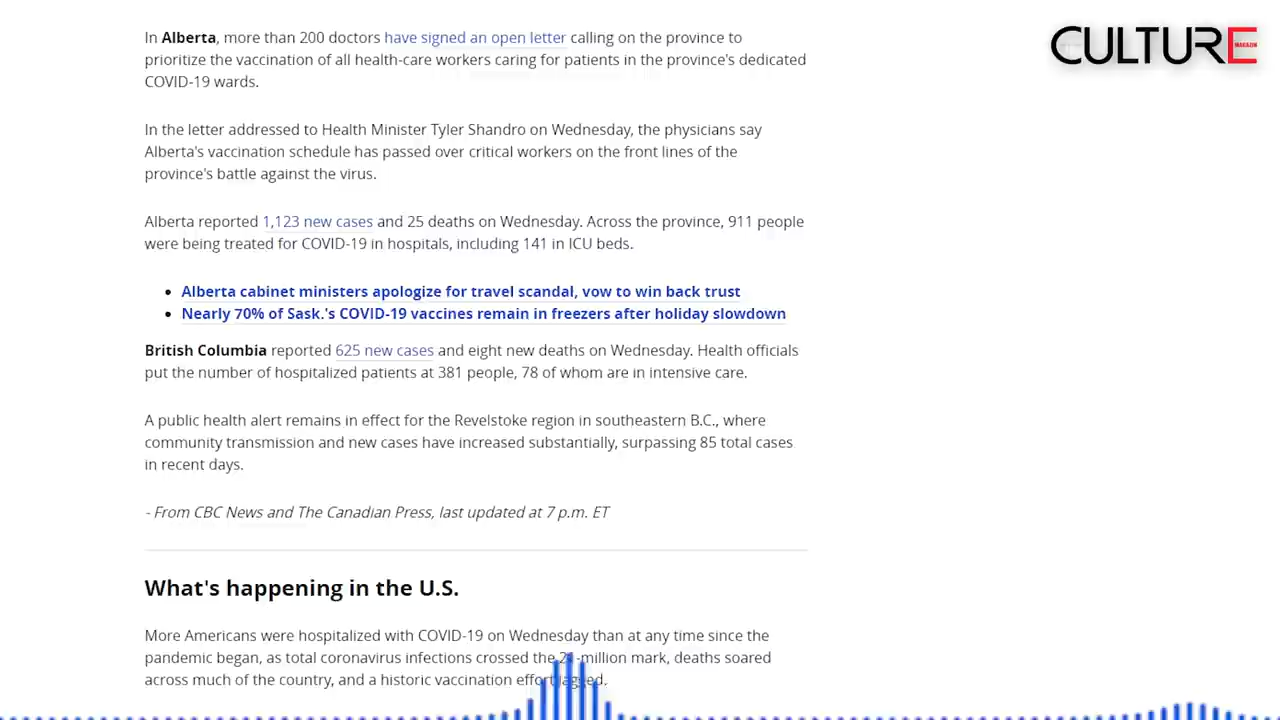 In Alberta, more than 200 doctors have signed an open letter calling on the province to
prioritize the vaccination of all health-care workers caring for patients in the province's dedicated
COVID-19 wards.
In the letter addressed to Health Minister Tyler Shandro on Wednesday, the physicians say
Alberta's vaccination schedule has passed over critical workers on the front lines of the
province's battle against the virus.
Alberta reported 1,123 new cases and 25 deaths on Wednesday. Across the province, 911 people
were being treated for COVID-19 in hospitals, including 141 in ICU beds.
• Alberta cabinet ministers apologize for travel scandal, vow to win back trust
• Nearly 70% of Sask.'s COVID-19 vaccines remain in freezers after holiday slowdown
British Columbia reported 625 new cases and eight new deaths on Wednesday. Health officials
put the number of hospitalized patients at 381 people, 78 of whom are in intensive care.
A public health alert remains in effect for the Revelstoke region in southeastern B.C., where
community transmission and new cases have increased substantially, surpassing 85 total cases
in recent days.
- From CBC News and The Canadian Press, last updated at 7 p.m. ET
What's happening in the U.S.
More Americans were hospitalized with COVID-19 on Wednesday than at any time since the
pandemic began, as total coronavirus infections crossed the -million mark, deaths soared
across much of the country, and a historic vaccination effort lagged.
CULTURE